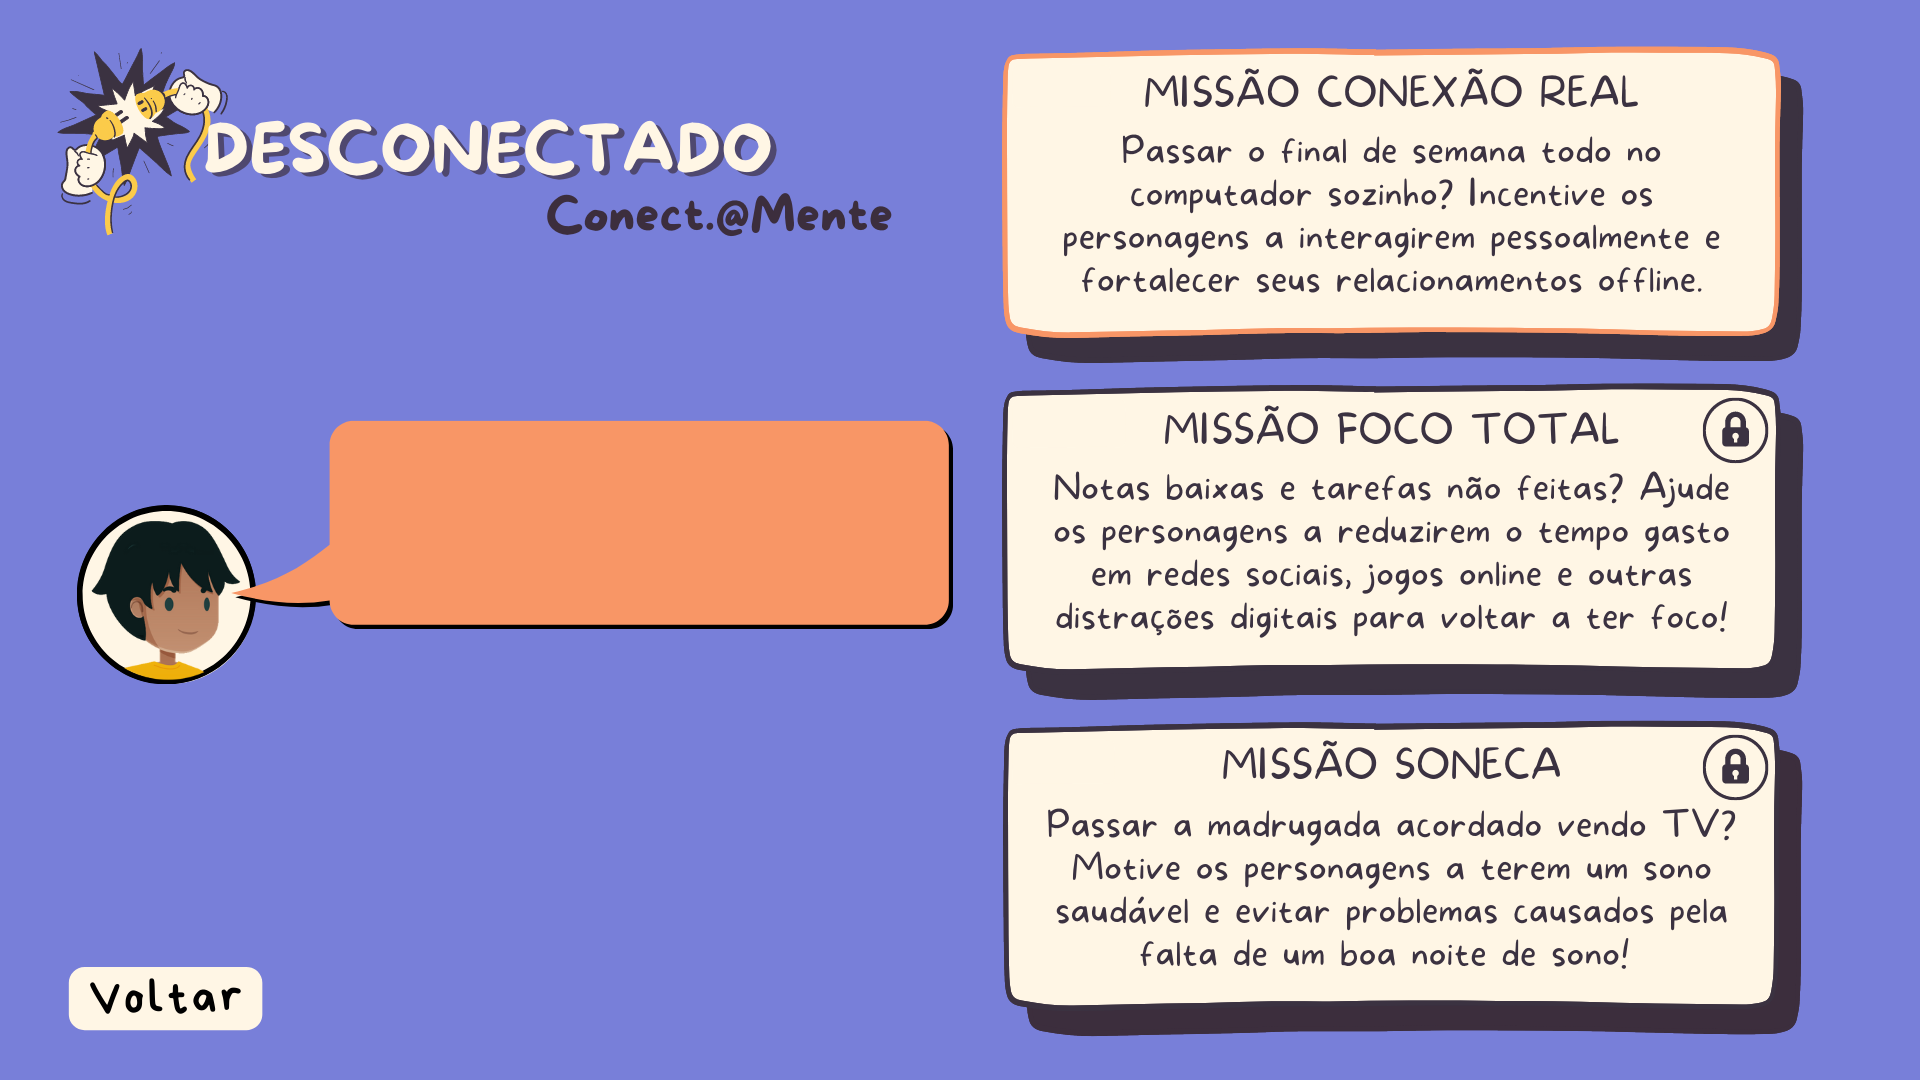 DESCONECTADO
Conect.@Mente
MISSÃO CONEXÃO REAL
Passar o final de semana todo no
computador sozinho? Incentive os
personagens a interagirem pessoalmente e
fortalecer seus relacionamentos offline.
MISSÃO FOCO TOTAL
Notas baixas e tarefas não feitas? Ajude
os personagens a reduzirem o tempo gasto
em redes sociais, jogos online e outras
distrações digitais para voltar a ter foco!
MISSÃO SONECA
Passar a madrugada acordado vendo TV?
Motive os personagens a terem um sono
saudável e evitar problemas causados pela
falta de um boa noite de sono!
Voltar